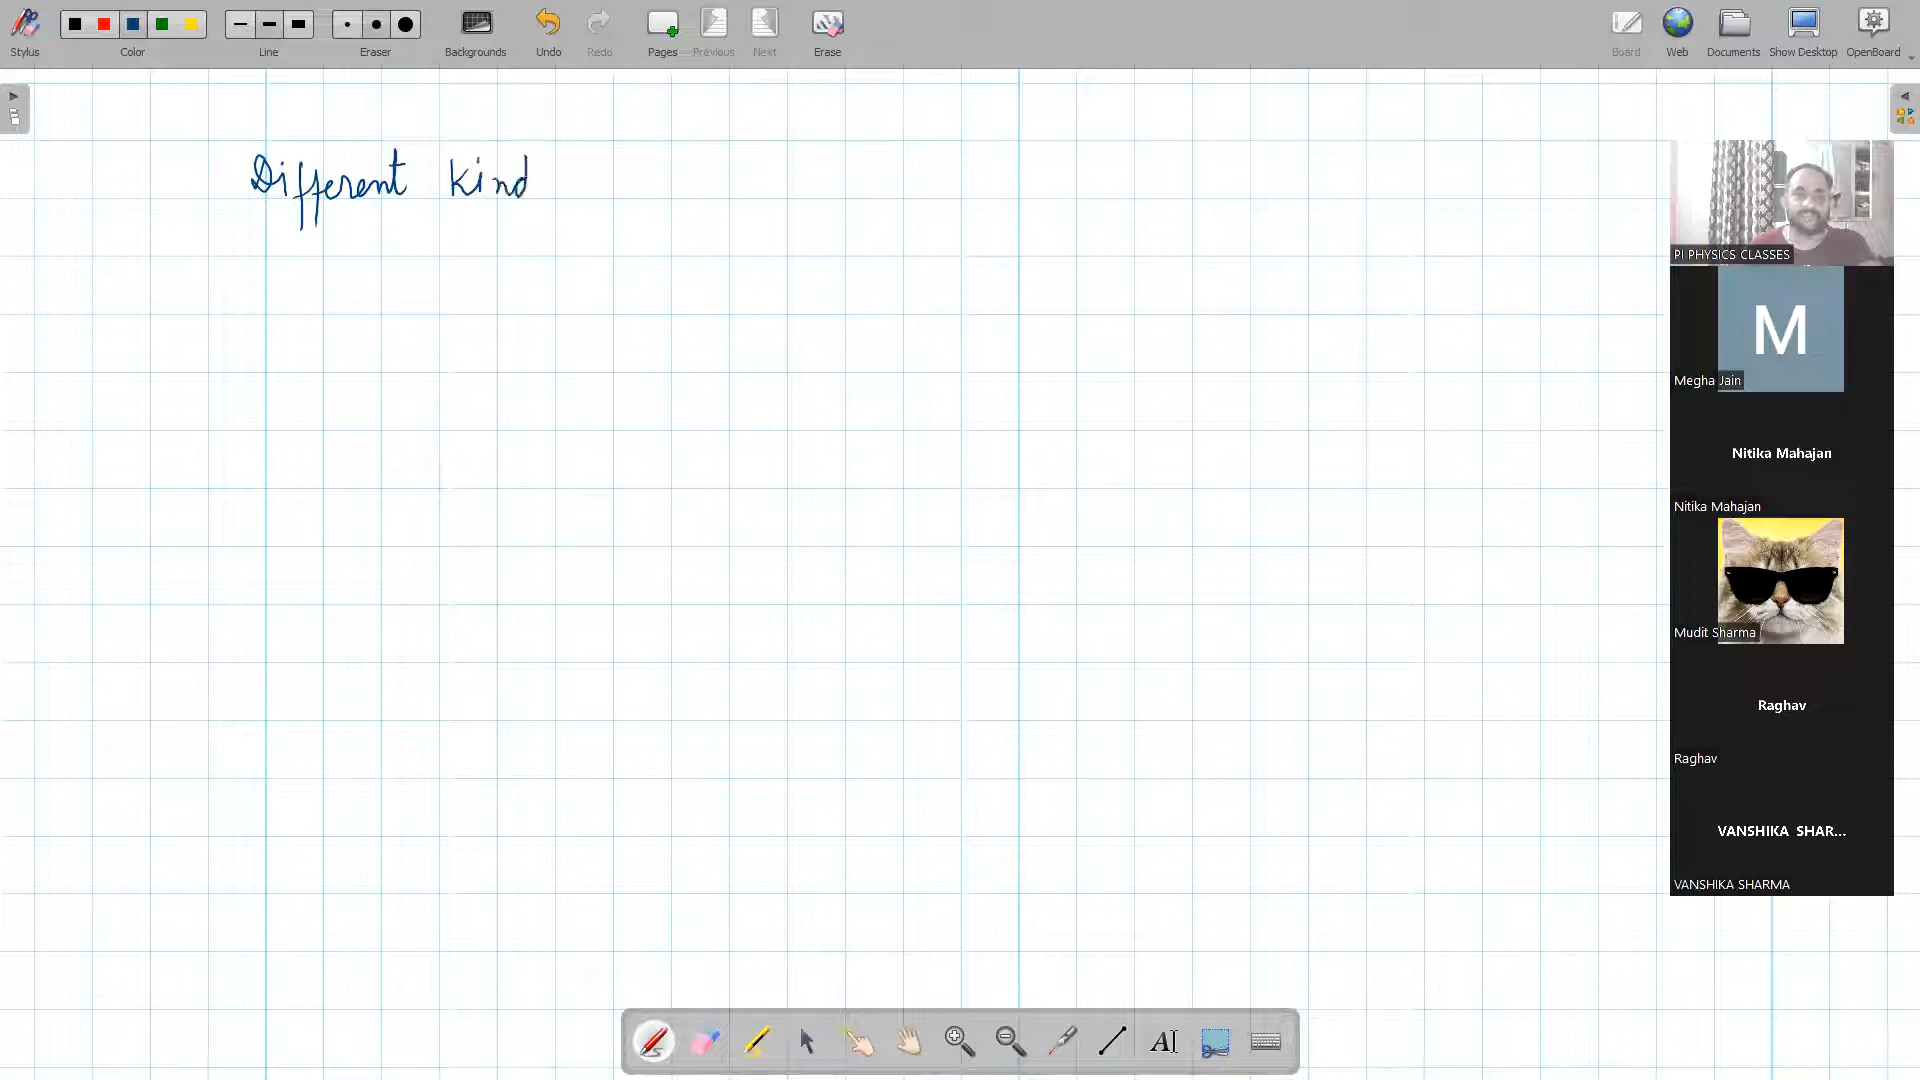 Stylus
Color
Line
Eraser
Backgrounds
Undo
Redo
Pages
Previous
Next
Erase
Board
Web
Documents
Show Desktop
OpenBoard
Different Kind
PI PHYSICS CLASSES
M
Megha Jain
Nitika Mahajan
Nitika Mahajan
Mudit Sharma
Raghav
Raghav
VANSHIKA SHAR...
VANSHIKA SHARMA
AI